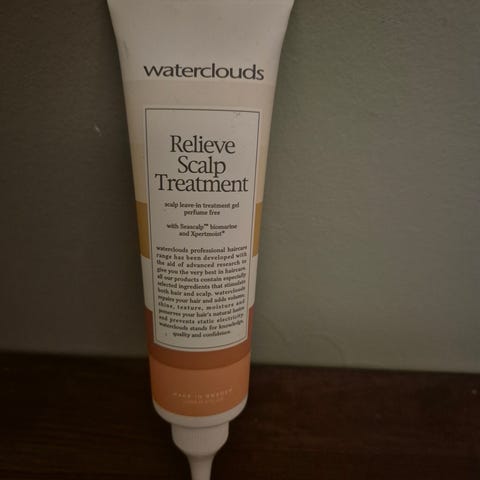 waterclouds
Relieve
Scalp
Treatment
scalp leave-in treatment gel
perfume free
with Seascalp™ biomarine
and Xpertmoist®
waterclouds professional haircare
range has been developed with
the aid of advanced research to
give you the very best in haircare.
all our products contain especially
selected ingredients that stimulate
both hair and scalp. waterclouds
repairs your hair and adds volume,
shine, texture, moisture and
preserves your hair's natural lustre
and prevents static electricity.
waterclouds stands for knowledge,
quality and confidence.
MADE IN SWEDEN